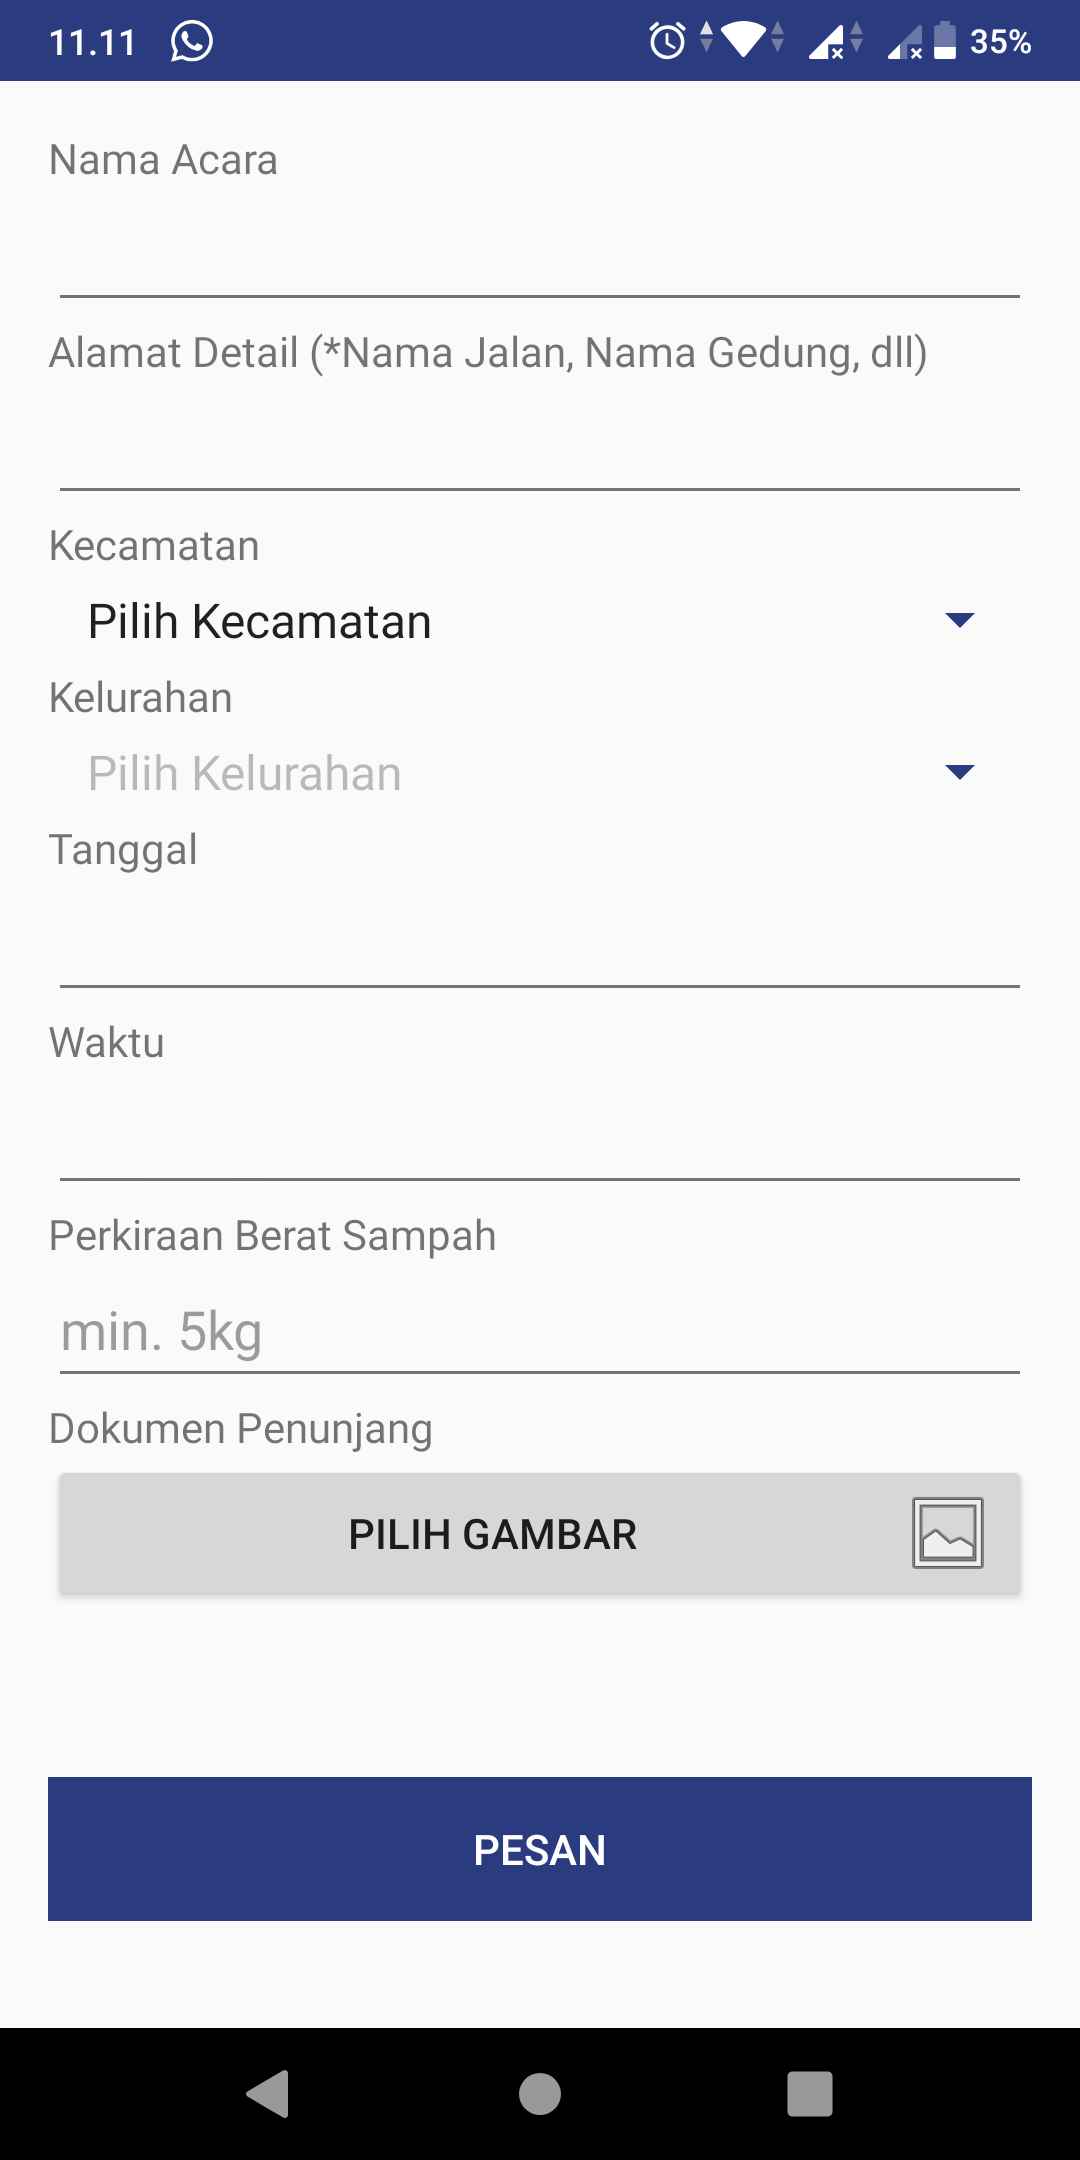 11.11
35%
Nama Acara
Alamat Detail (*Nama Jalan, Nama Gedung, dll)
Kecamatan
Pilih Kecamatan
Kelurahan
Pilih Kelurahan
Tanggal
Waktu
Perkiraan Berat Sampah
min. 5kg
Dokumen Penunjang
PILIH GAMBAR
PESAN